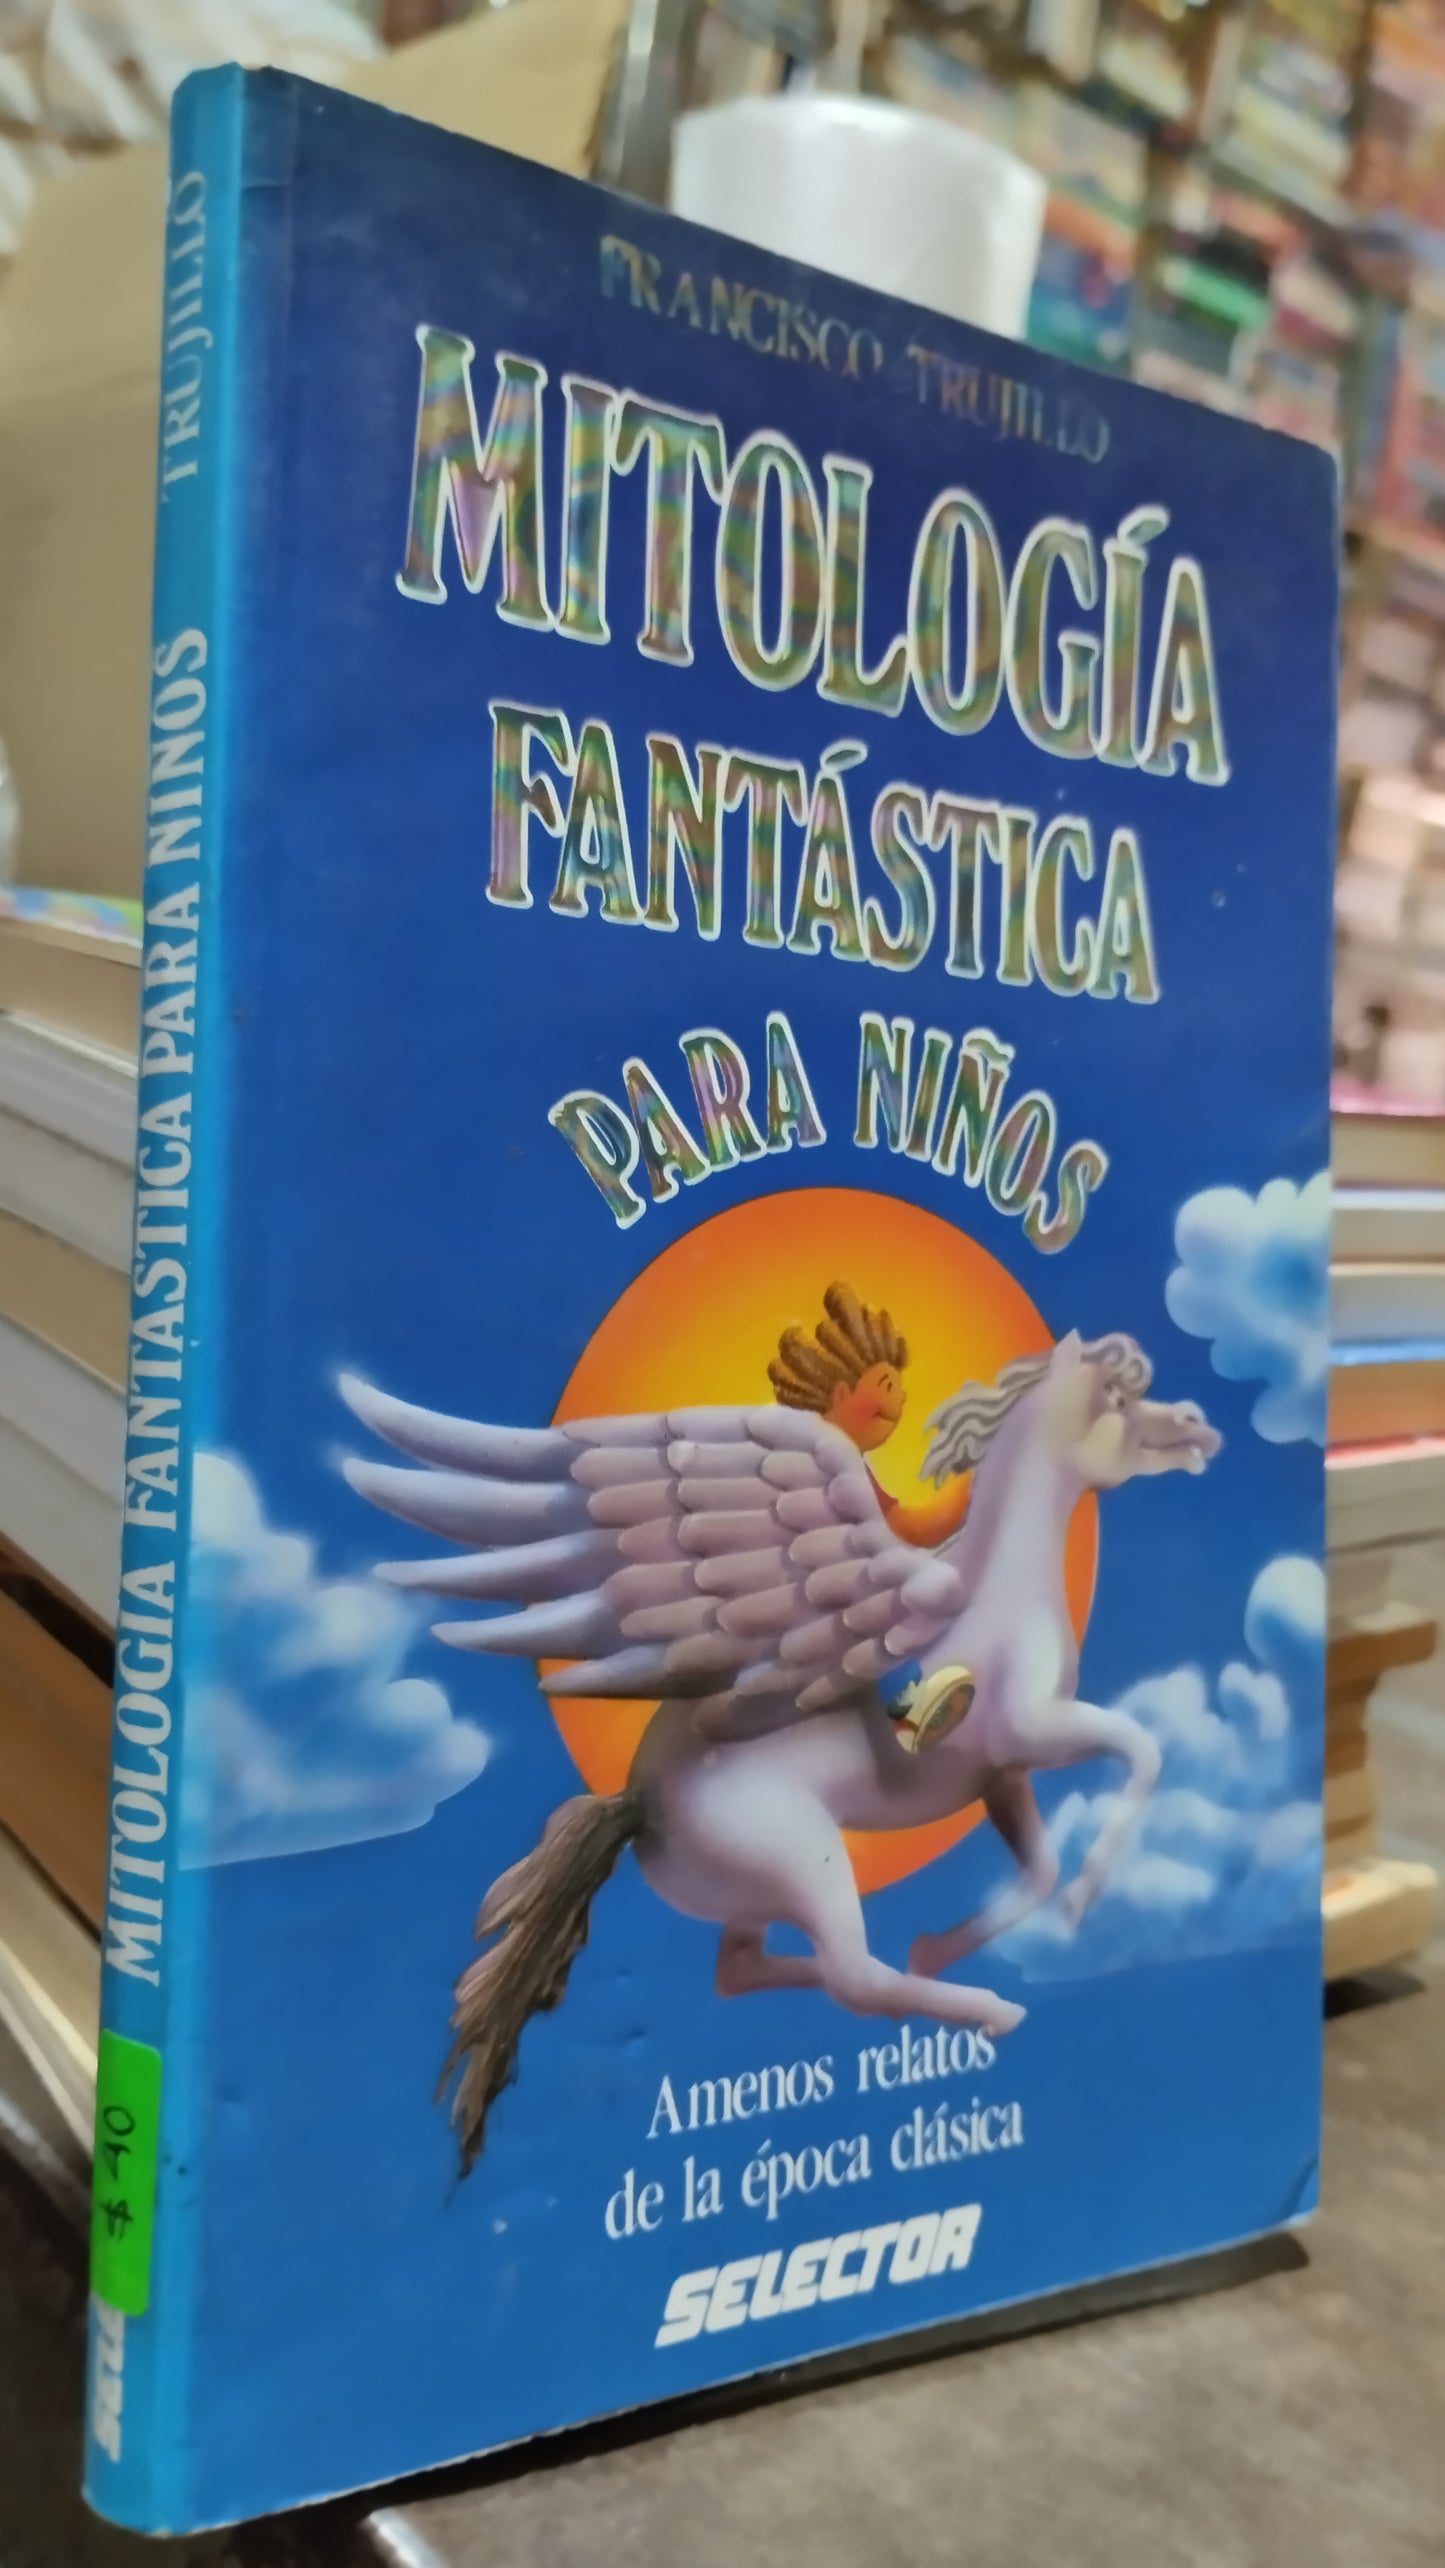 FRANCISCO TRUJILLO
MITOLOGÍA
FANTÁSTICA
PARA NIÑOS
Amenos relatos
de la época clásica
SELECTOR
MITOLOGIA FANTASTICA PARA NIÑOS TRUJILLO
$ 40